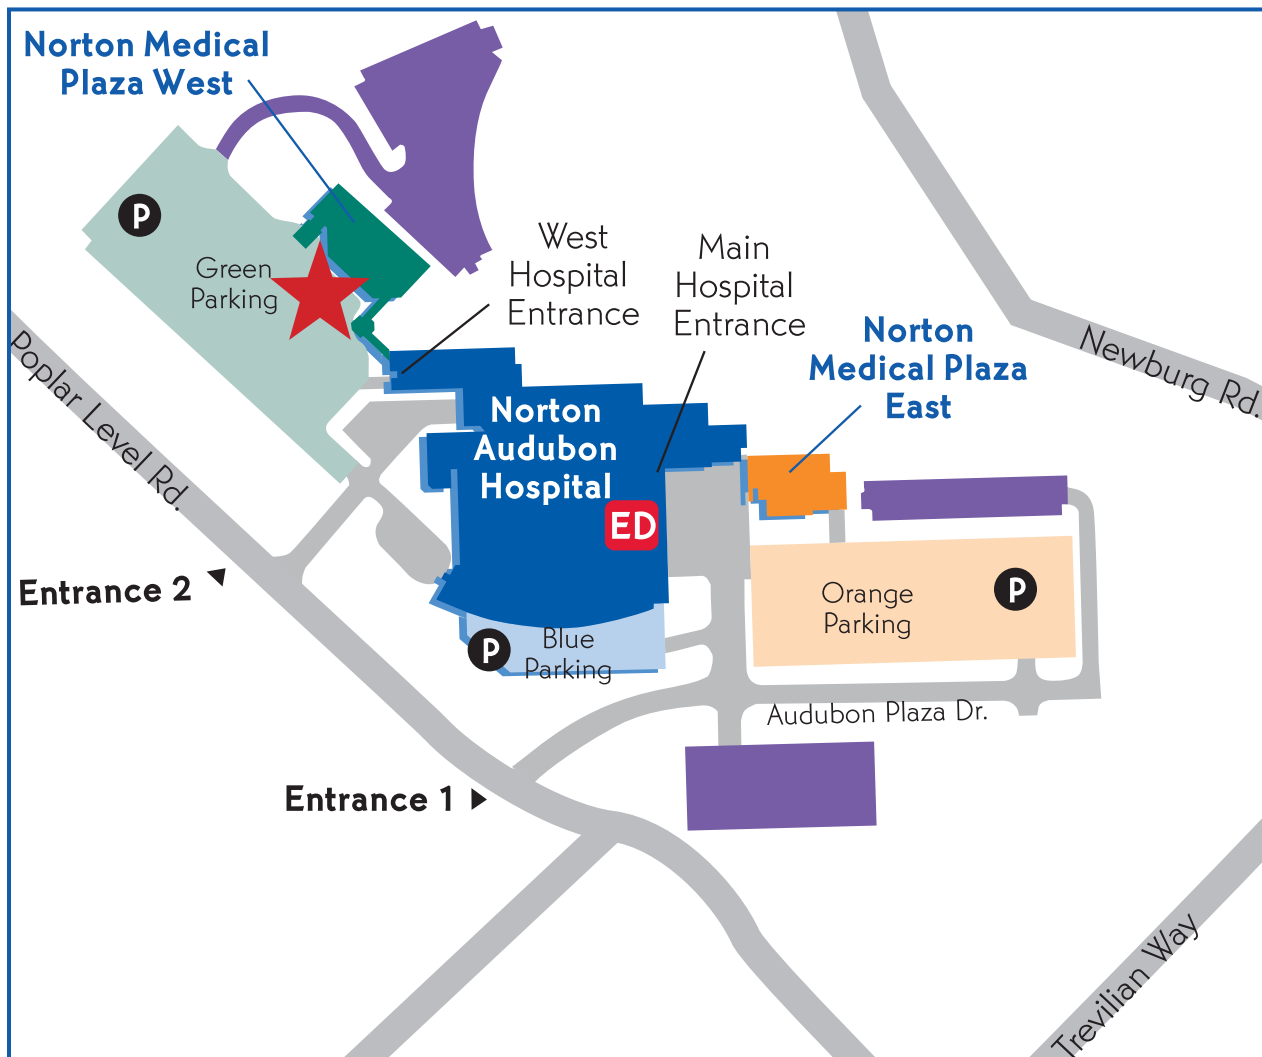 Norton Medical
Plaza West
P
Green
Parking
West
Hospital
Entrance
Main
Hospital
Entrance
Norton
Medical Plaza
East
Newburg Rd.
Poplar Level Rd.
Norton
Audubon
Hospital
ED
Entrance 2
Orange
Parking
P
P
Blue
Parking
Audubon Plaza Dr.
Entrance 1
Trevilian Way